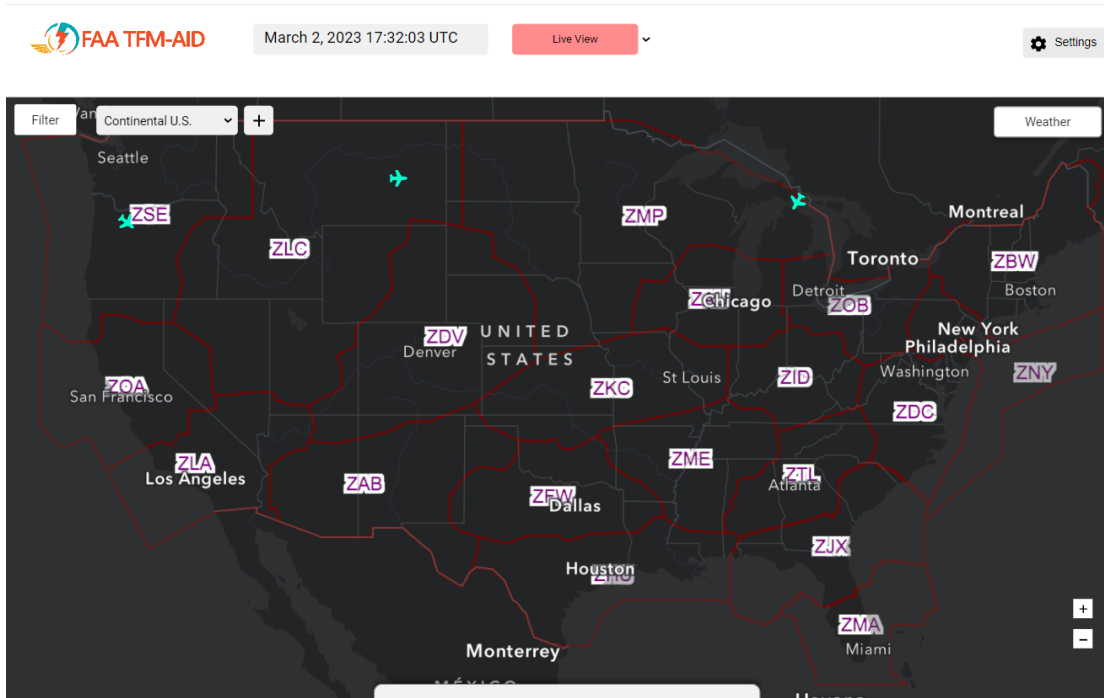 FAA TFM-AID
March 2, 2023 17:32:03 UTC
Live View
Settings
Filter
Continental U.S.
+
Weather
Seattle
ZSE
ZMP
Montreal
ZLC
Toronto
ZBW
Detroit
Boston
Chicago
ZOB
New York
ZDV
UNITED
Philadelphia
Denver
STATES
Washington
ZNY
St Louis
ZID
ZOA
ZKC
San Francisco
ZDC
ZLA
ZME
ZTL
Los Angeles
ZAB
Atlanta
ZFW
Dallas
ZJX
Houston
ZHU
+
ZMA
−
Monterrey
Miami
MÉXICO